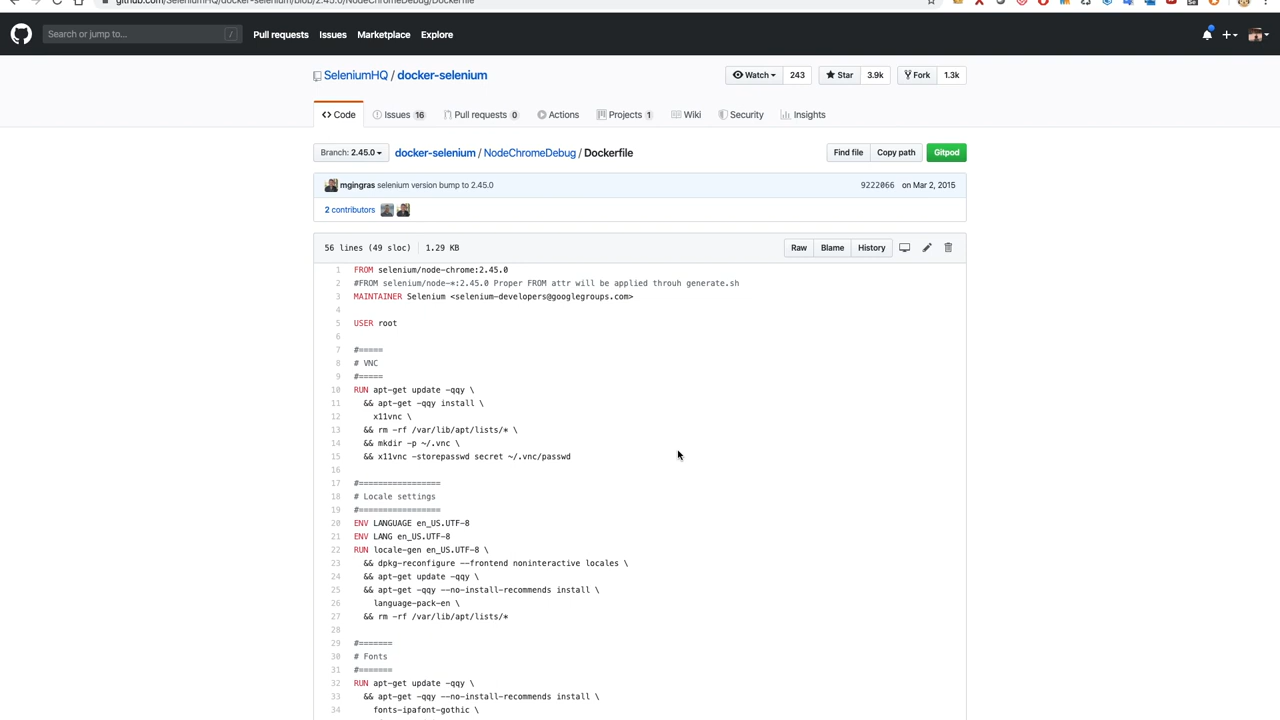 github.com/SeleniumHQ/docker-selenium/blob/2.45.0/NodeChromeDebug/Dockerfile
Search or jump to... /
Pull requests Issues Marketplace Explore
SeleniumHQ / docker-selenium
Watch 243 Star 3.9k Fork 1.3k
Code Issues 16 Pull requests 0 Actions Projects 1 Wiki Security Insights
Branch: 2.45.0 docker-selenium / NodeChromeDebug / Dockerfile Find file Copy path Gitpod
mgingras selenium version bump to 2.45.0 9222066 on Mar 2, 2015
2 contributors
56 lines (49 sloc) 1.29 KB Raw Blame History
1 FROM selenium/node-chrome:2.45.0
2 #FROM selenium/node-*:2.45.0 Proper FROM attr will be applied throuh generate.sh
3 MAINTAINER Selenium <selenium-developers@googlegroups.com>
4
5 USER root
6
7 #=====
8 # VNC
9 #=====
10 RUN apt-get update -qqy \
11 && apt-get -qqy install \
12 x11vnc \
13 && rm -rf /var/lib/apt/lists/* \
14 && mkdir -p ~/.vnc \
15 && x11vnc -storepasswd secret ~/.vnc/passwd
16
17 #=================
18 # Locale settings
19 #=================
20 ENV LANGUAGE en_US.UTF-8
21 ENV LANG en_US.UTF-8
22 RUN locale-gen en_US.UTF-8 \
23 && dpkg-reconfigure --frontend noninteractive locales \
24 && apt-get update -qqy \
25 && apt-get -qqy --no-install-recommends install \
26 language-pack-en \
27 && rm -rf /var/lib/apt/lists/*
28
29 #=======
30 # Fonts
31 #=======
32 RUN apt-get update -qqy \
33 && apt-get -qqy --no-install-recommends install \
34 fonts-ipafont-gothic \